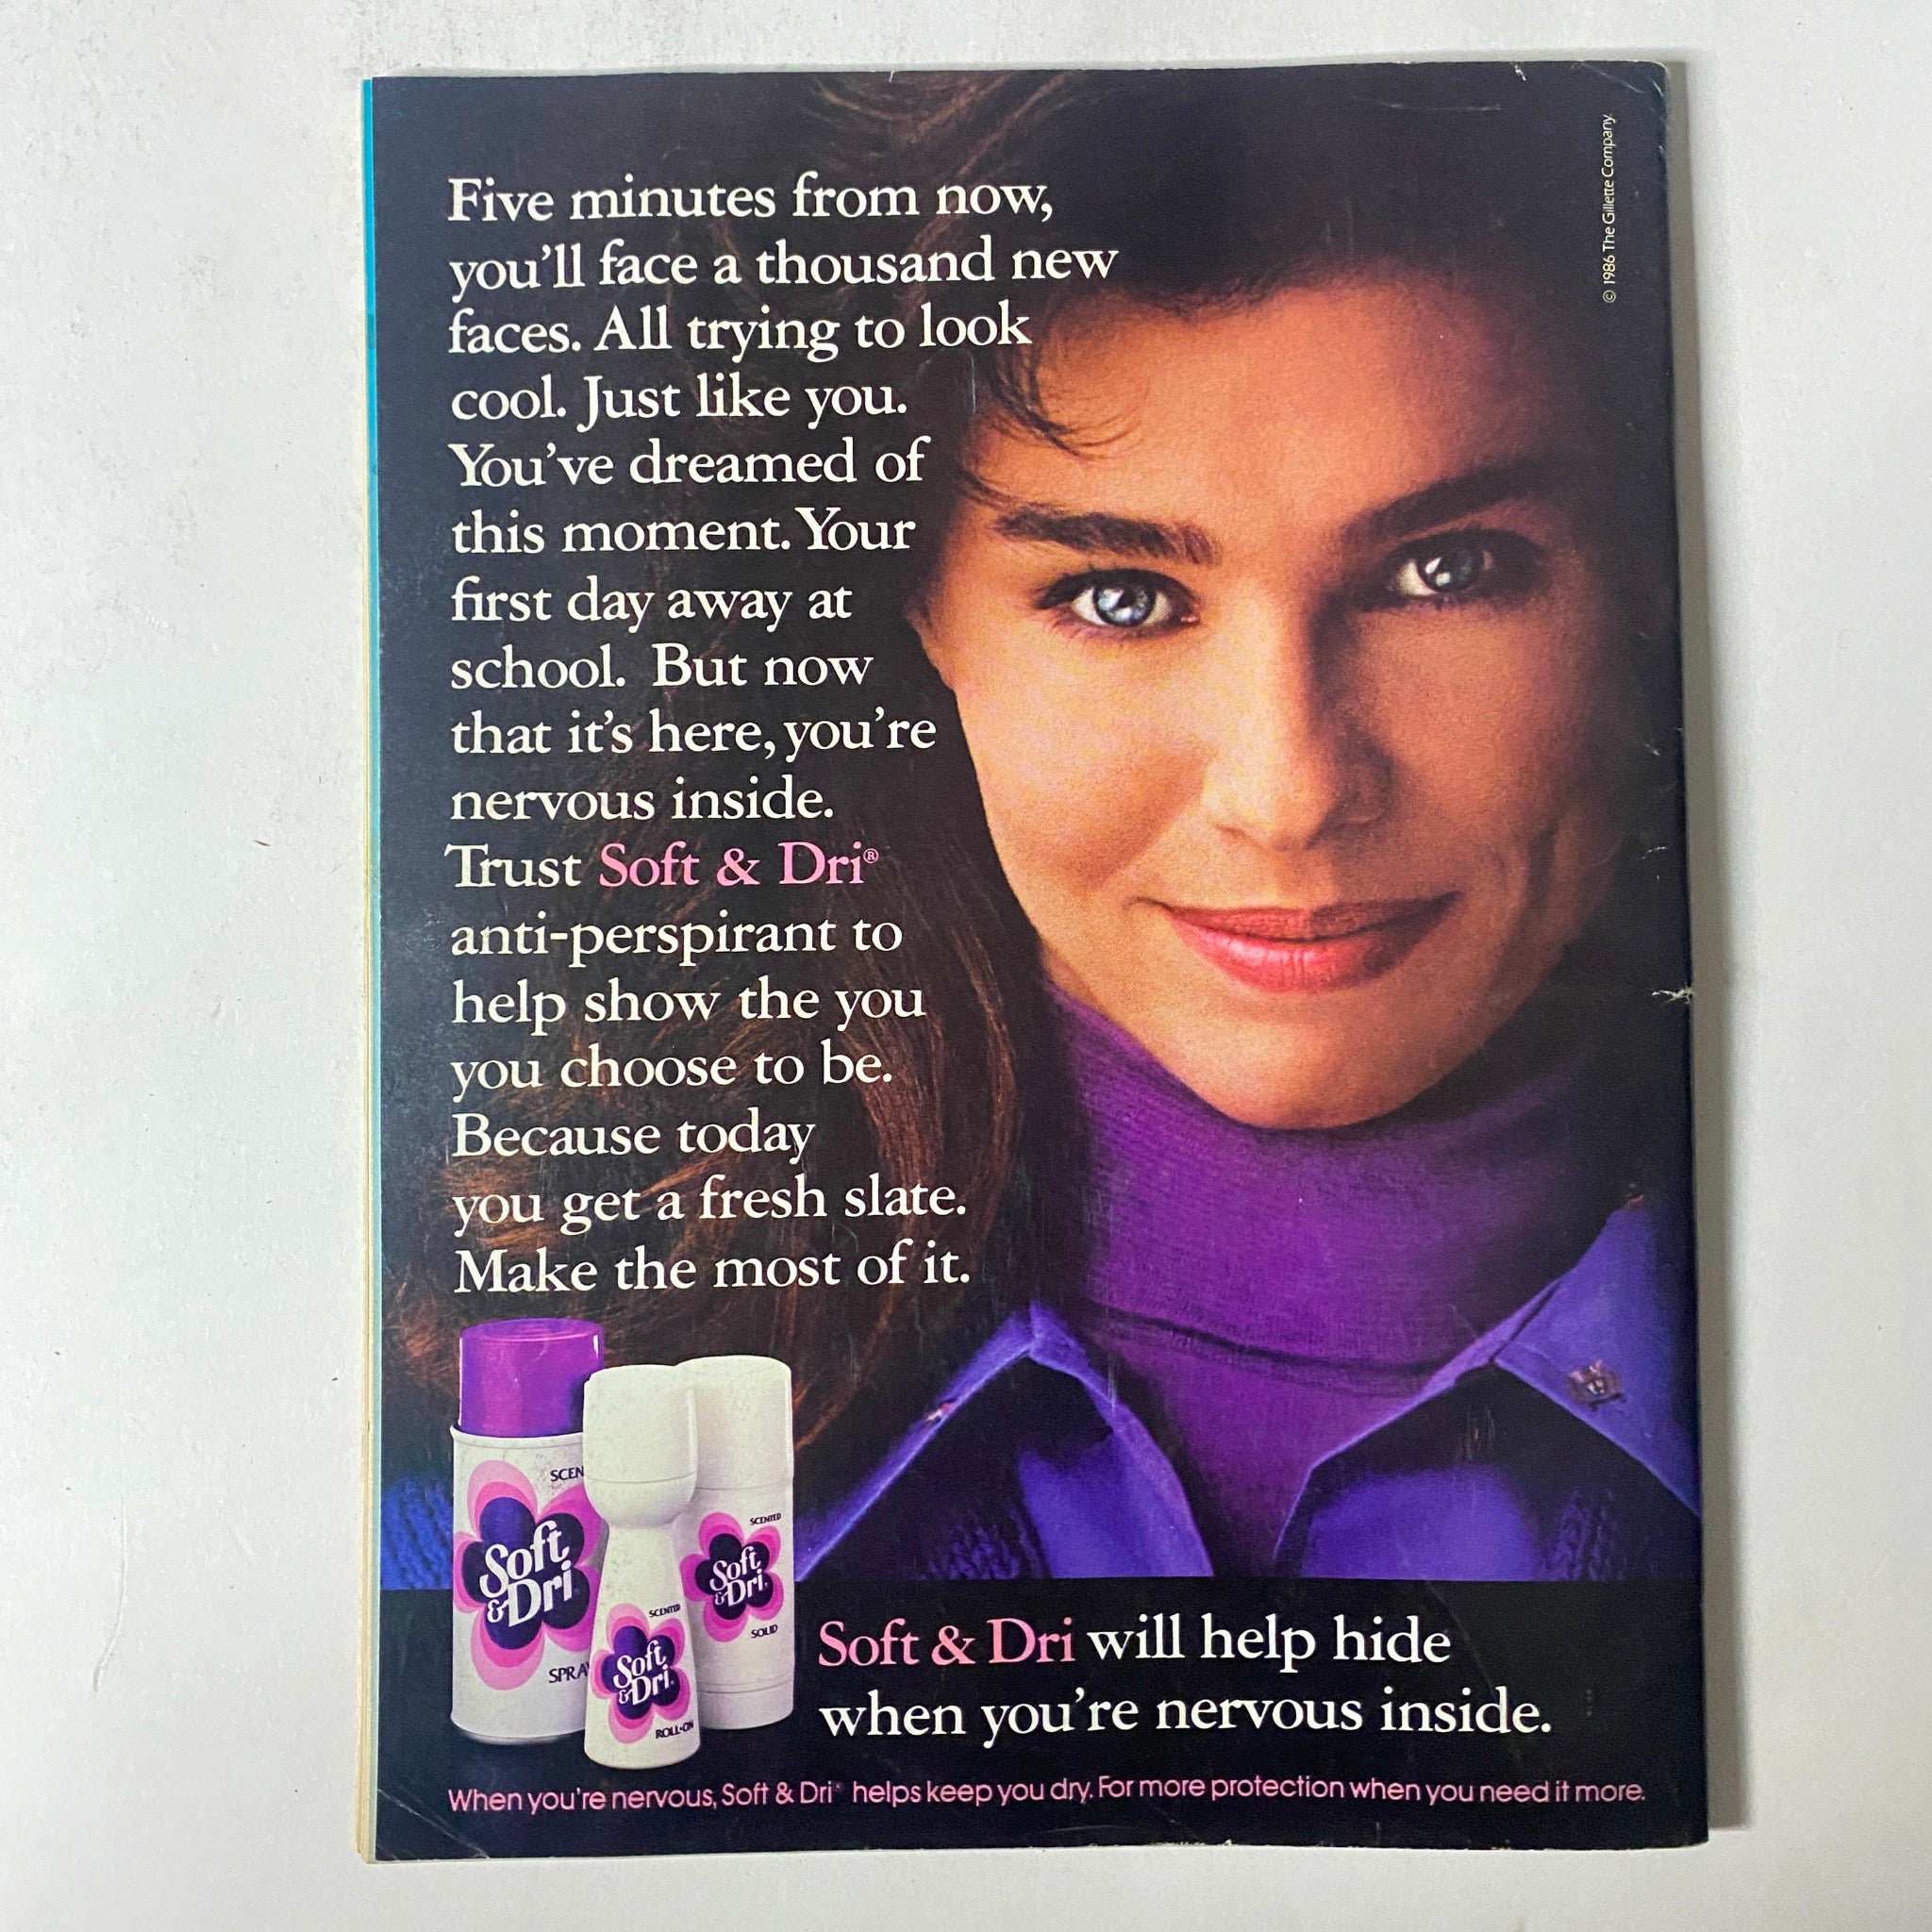 © 1986 The Gillette Company
Five minutes from now,
you'll face a thousand new
faces. All trying to look
cool. Just like you.
You've dreamed of
this moment. Your
first day away at
school. But now
that it's here, you're
nervous inside.
Trust Soft & Dri®
anti-perspirant to
help show the you
you choose to be.
Because today
you get a fresh slate.
Make the most of it.
Soft
& Dri
SCENTED
Soft
& Dri
ROLL-ON
SCENTED
Soft
& Dri
SOLID
Soft & Dri will help hide
when you're nervous inside.
When you're nervous, Soft & Dri® helps keep you dry. For more protection when you need it more.